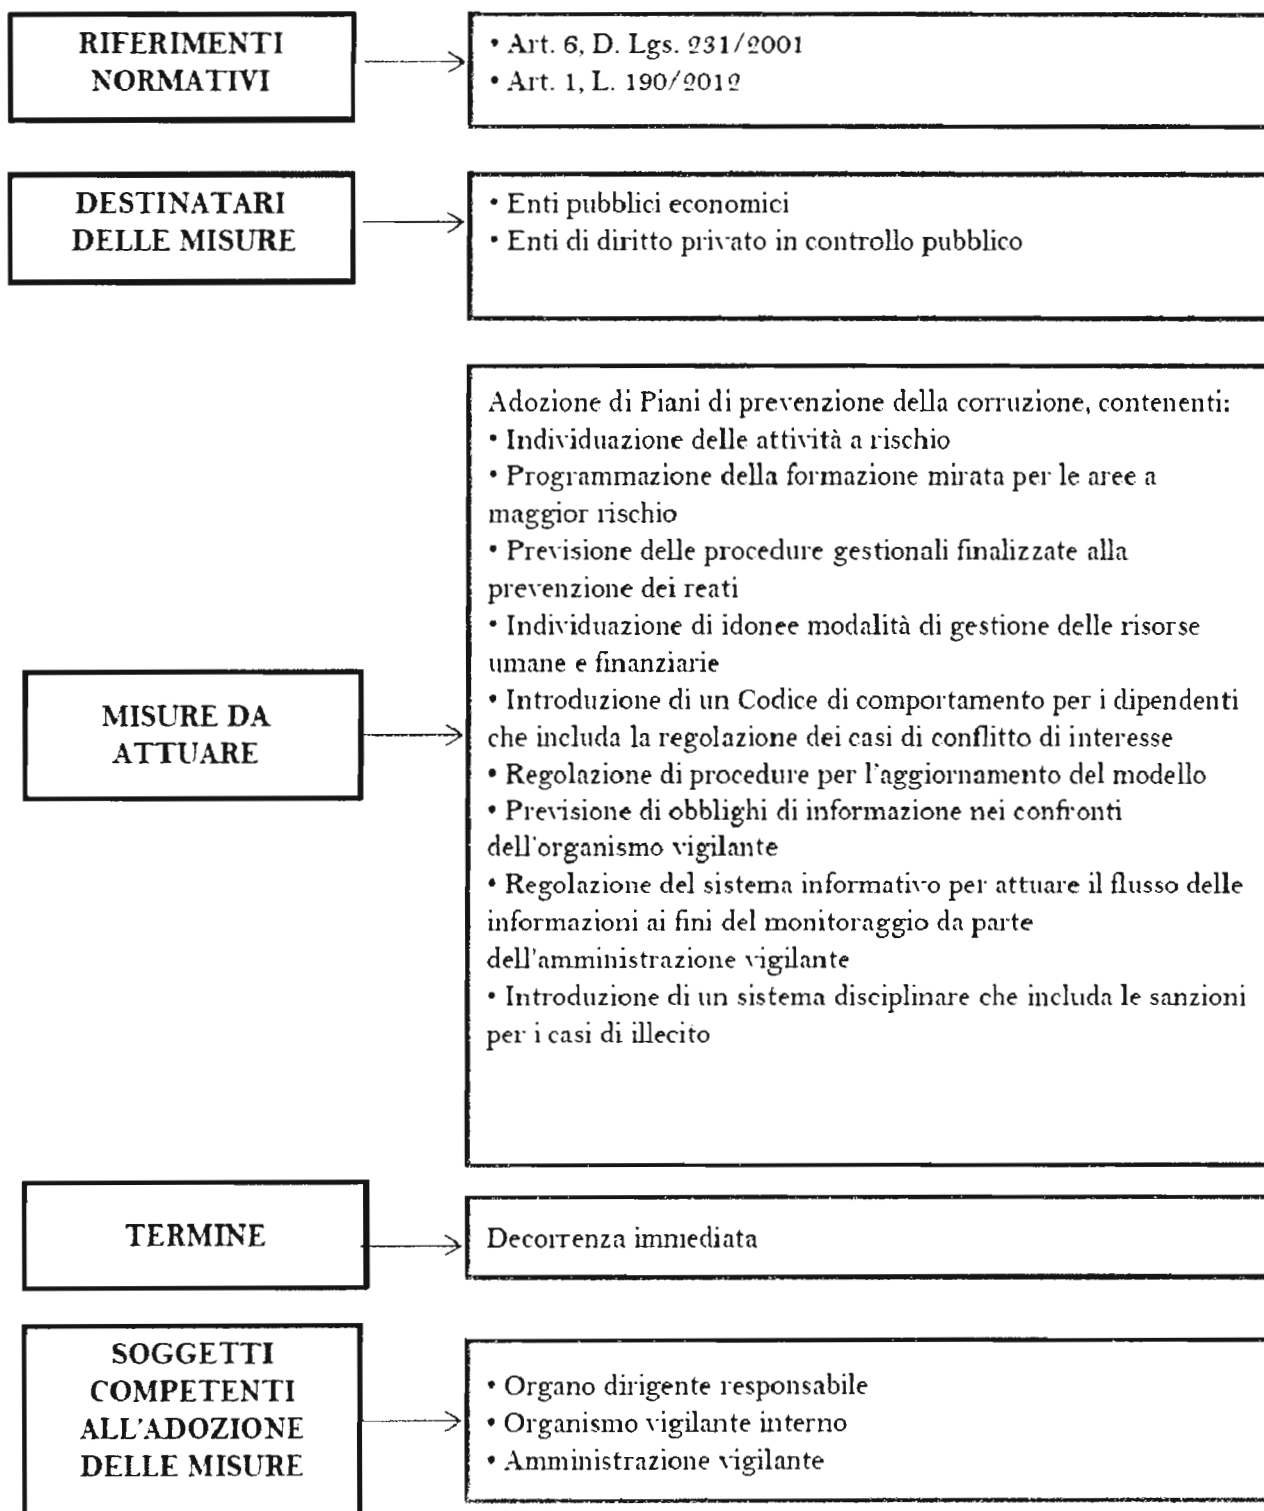 RIFERIMENTI
NORMATIVI
• Art. 6, D. Lgs. 231/2001
• Art. 1, L. 190/2012
DESTINATARI
DELLE MISURE
• Enti pubblici economici
• Enti di diritto privato in controllo pubblico
MISURE DA
ATTUARE
Adozione di Piani di prevenzione della corruzione, contenenti:
• Individuazione delle attività a rischio
• Programmazione della formazione mirata per le aree a
maggior rischio
• Previsione delle procedure gestionali finalizzate alla
prevenzione dei reati
• Individuazione di idonee modalità di gestione delle risorse
umane e finanziarie
• Introduzione di un Codice di comportamento per i dipendenti
che includa la regolazione dei casi di conflitto di interesse
• Regolazione di procedure per l'aggiornamento del modello
• Previsione di obblighi di informazione nei confronti
dell'organismo vigilante
• Regolazione del sistema informativo per attuare il flusso delle
informazioni ai fini del monitoraggio da parte
dell'amministrazione vigilante
• Introduzione di un sistema disciplinare che includa le sanzioni
per i casi di illecito
TERMINE
Decorrenza immediata
SOGGETTI
COMPETENTI
ALL'ADOZIONE
DELLE MISURE
• Organo dirigente responsabile
• Organismo vigilante interno
• Amministrazione vigilante